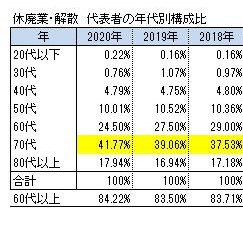 休廃業・解散 代表者の年代別構成比
年 2020年 2019年 2018年
20代以下 0.22% 0.16% 0.16%
30代 0.76% 1.07% 0.97%
40代 4.79% 4.75% 4.80%
50代 10.01% 10.52% 10.36%
60代 24.50% 27.50% 29.00%
70代 41.77% 39.06% 37.53%
80代以上 17.94% 16.94% 17.18%
合計 100% 100% 100%
60代以上 84.22% 83.50% 83.71%